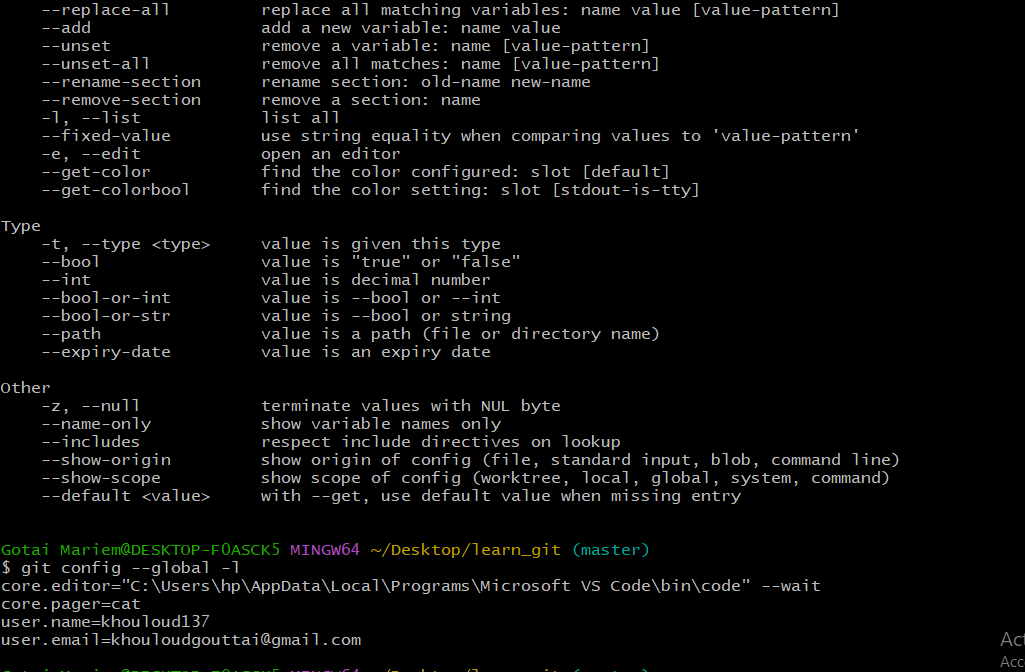 --replace-all replace all matching variables: name value [value-pattern]
--add add a new variable: name value
--unset remove a variable: name [value-pattern]
--unset-all remove all matches: name [value-pattern]
--rename-section rename section: old-name new-name
--remove-section remove a section: name
-l, --list list all
--fixed-value use string equality when comparing values to 'value-pattern'
-e, --edit open an editor
--get-color find the color configured: slot [default]
--get-colorbool find the color setting: slot [stdout-is-tty]
Type
-t, --type <type> value is given this type
--bool value is "true" or "false"
--int value is decimal number
--bool-or-int value is --bool or --int
--bool-or-str value is --bool or string
--path value is a path (file or directory name)
--expiry-date value is an expiry date
Other
-z, --null terminate values with NUL byte
--name-only show variable names only
--includes respect include directives on lookup
--show-origin show origin of config (file, standard input, blob, command line)
--show-scope show scope of config (worktree, local, global, system, command)
--default <value> with --get, use default value when missing entry
Gotai Mariem@DESKTOP-F0ASCK5 MINGW64 ~/Desktop/learn_git (master)
$ git config --global -l
core.editor="C:\Users\hp\AppData\Local\Programs\Microsoft VS Code\bin\code" --wait
core.pager=cat
user.name=khouloud137
user.email=khouloudgouttai@gmail.com